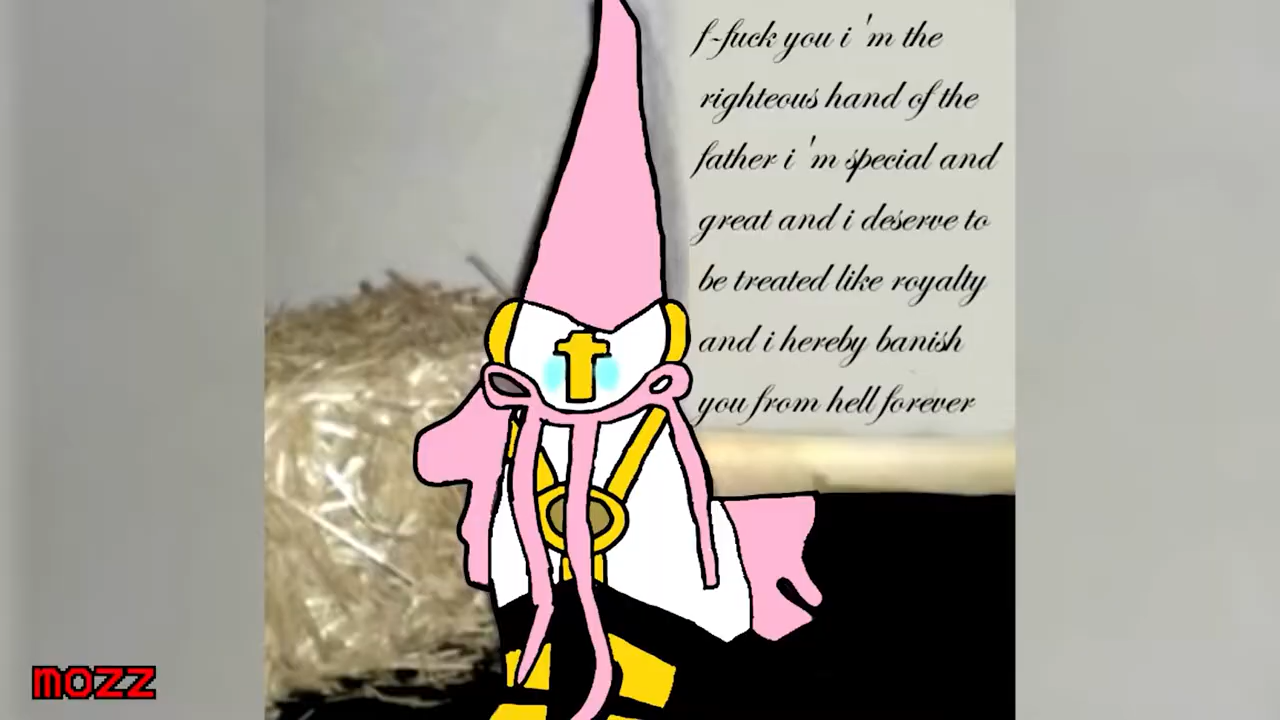 f-fuck you i'm the
righteous hand of the
father i'm special and
great and i deserve to
be treated like royalty
and i hereby banish
you from hell forever
mozz